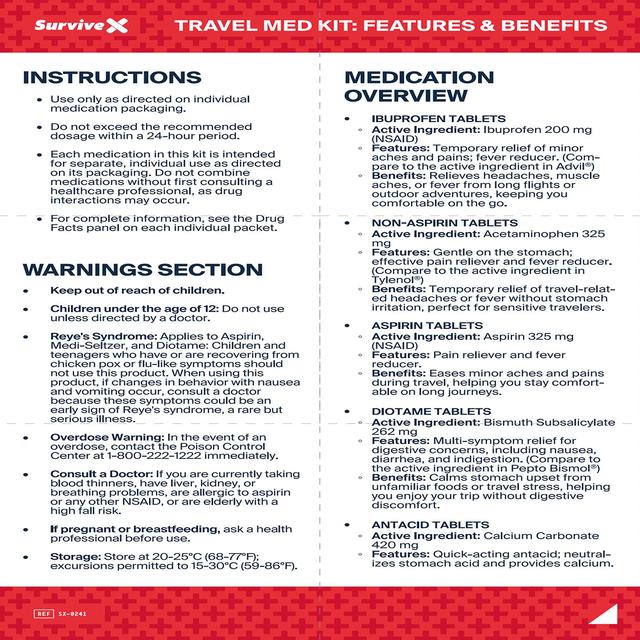 SurviveX
TRAVEL MED KIT: FEATURES & BENEFITS
INSTRUCTIONS
• Use only as directed on individual
medication packaging.
• Do not exceed the recommended
dosage within a 24-hour period.
• Each medication in this kit is intended
for separate, individual use as directed
on its packaging. Do not combine
medications without first consulting a
healthcare professional, as drug
interactions may occur.
• For complete information, see the Drug
Facts panel on each individual packet.
WARNINGS SECTION
• Keep out of reach of children.
• Children under the age of 12: Do not use
unless directed by a doctor.
• Reye's Syndrome: Applies to Aspirin,
Medi-Seltzer, and Diotame: Children and
teenagers who have or are recovering from
chicken pox or flu-like symptoms should
not use this product. When using this
product, if changes in behavior with nausea
and vomiting occur, consult a doctor
because these symptoms could be an
early sign of Reye's syndrome, a rare but
serious illness.
• Overdose Warning: In the event of an
overdose, contact the Poison Control
Center at 1-800-222-1222 immediately.
• Consult a Doctor: If you are currently taking
blood thinners, have liver, kidney, or
breathing problems, are allergic to aspirin
or any other NSAID, or are elderly with a
high fall risk.
• If pregnant or breastfeeding, ask a health
professional before use.
• Storage: Store at 20-25°C (68-77°F);
excursions permitted to 15-30°C (59-86°F).
MEDICATION
OVERVIEW
• IBUPROFEN TABLETS
◦ Active Ingredient: Ibuprofen 200 mg
(NSAID)
◦ Features: Temporary relief of minor
aches and pains; fever reducer. (Com-
pare to the active ingredient in Advil®)
◦ Benefits: Relieves headaches, muscle
aches, or fever from long flights or
outdoor adventures, keeping you
comfortable on the go.
• NON-ASPIRIN TABLETS
◦ Active Ingredient: Acetaminophen 325
mg
◦ Features: Gentle on the stomach;
effective pain reliever and fever reducer.
(Compare to the active ingredient in
Tylenol®)
◦ Benefits: Temporary relief of travel-relat-
ed headaches or fever without stomach
irritation, perfect for sensitive travelers.
• ASPIRIN TABLETS
◦ Active Ingredient: Aspirin 325 mg
(NSAID)
◦ Features: Pain reliever and fever
reducer.
◦ Benefits: Eases minor aches and pains
during travel, helping you stay comfort-
able on long journeys.
• DIOTAME TABLETS
◦ Active Ingredient: Bismuth Subsalicylate
262 mg
◦ Features: Multi-symptom relief for
digestive concerns, including nausea,
diarrhea, and indigestion. (Compare to
the active ingredient in Pepto Bismol®)
◦ Benefits: Calms stomach upset from
unfamiliar foods or travel stress, helping
you enjoy your trip without digestive
discomfort.
• ANTACID TABLETS
◦ Active Ingredient: Calcium Carbonate
420 mg
◦ Features: Quick-acting antacid; neutral-
izes stomach acid and provides calcium.
REF SX-0241